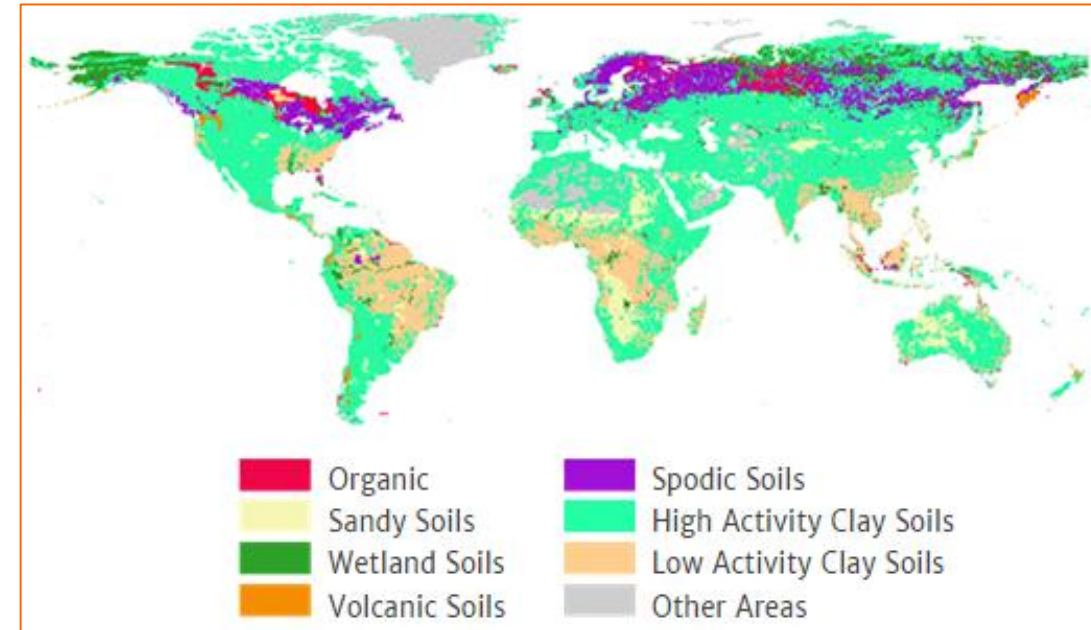 Organic
Sandy Soils
Wetland Soils
Volcanic Soils
Spodic Soils
High Activity Clay Soils
Low Activity Clay Soils
Other Areas